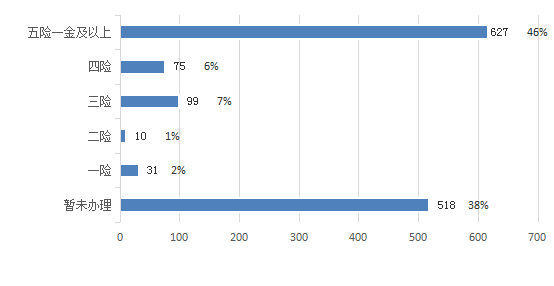 五险一金及以上 627 46%
四险 75 6%
三险 99 7%
二险 10 1%
一险 31 2%
暂未办理 518 38%
0 100 200 300 400 500 600 700